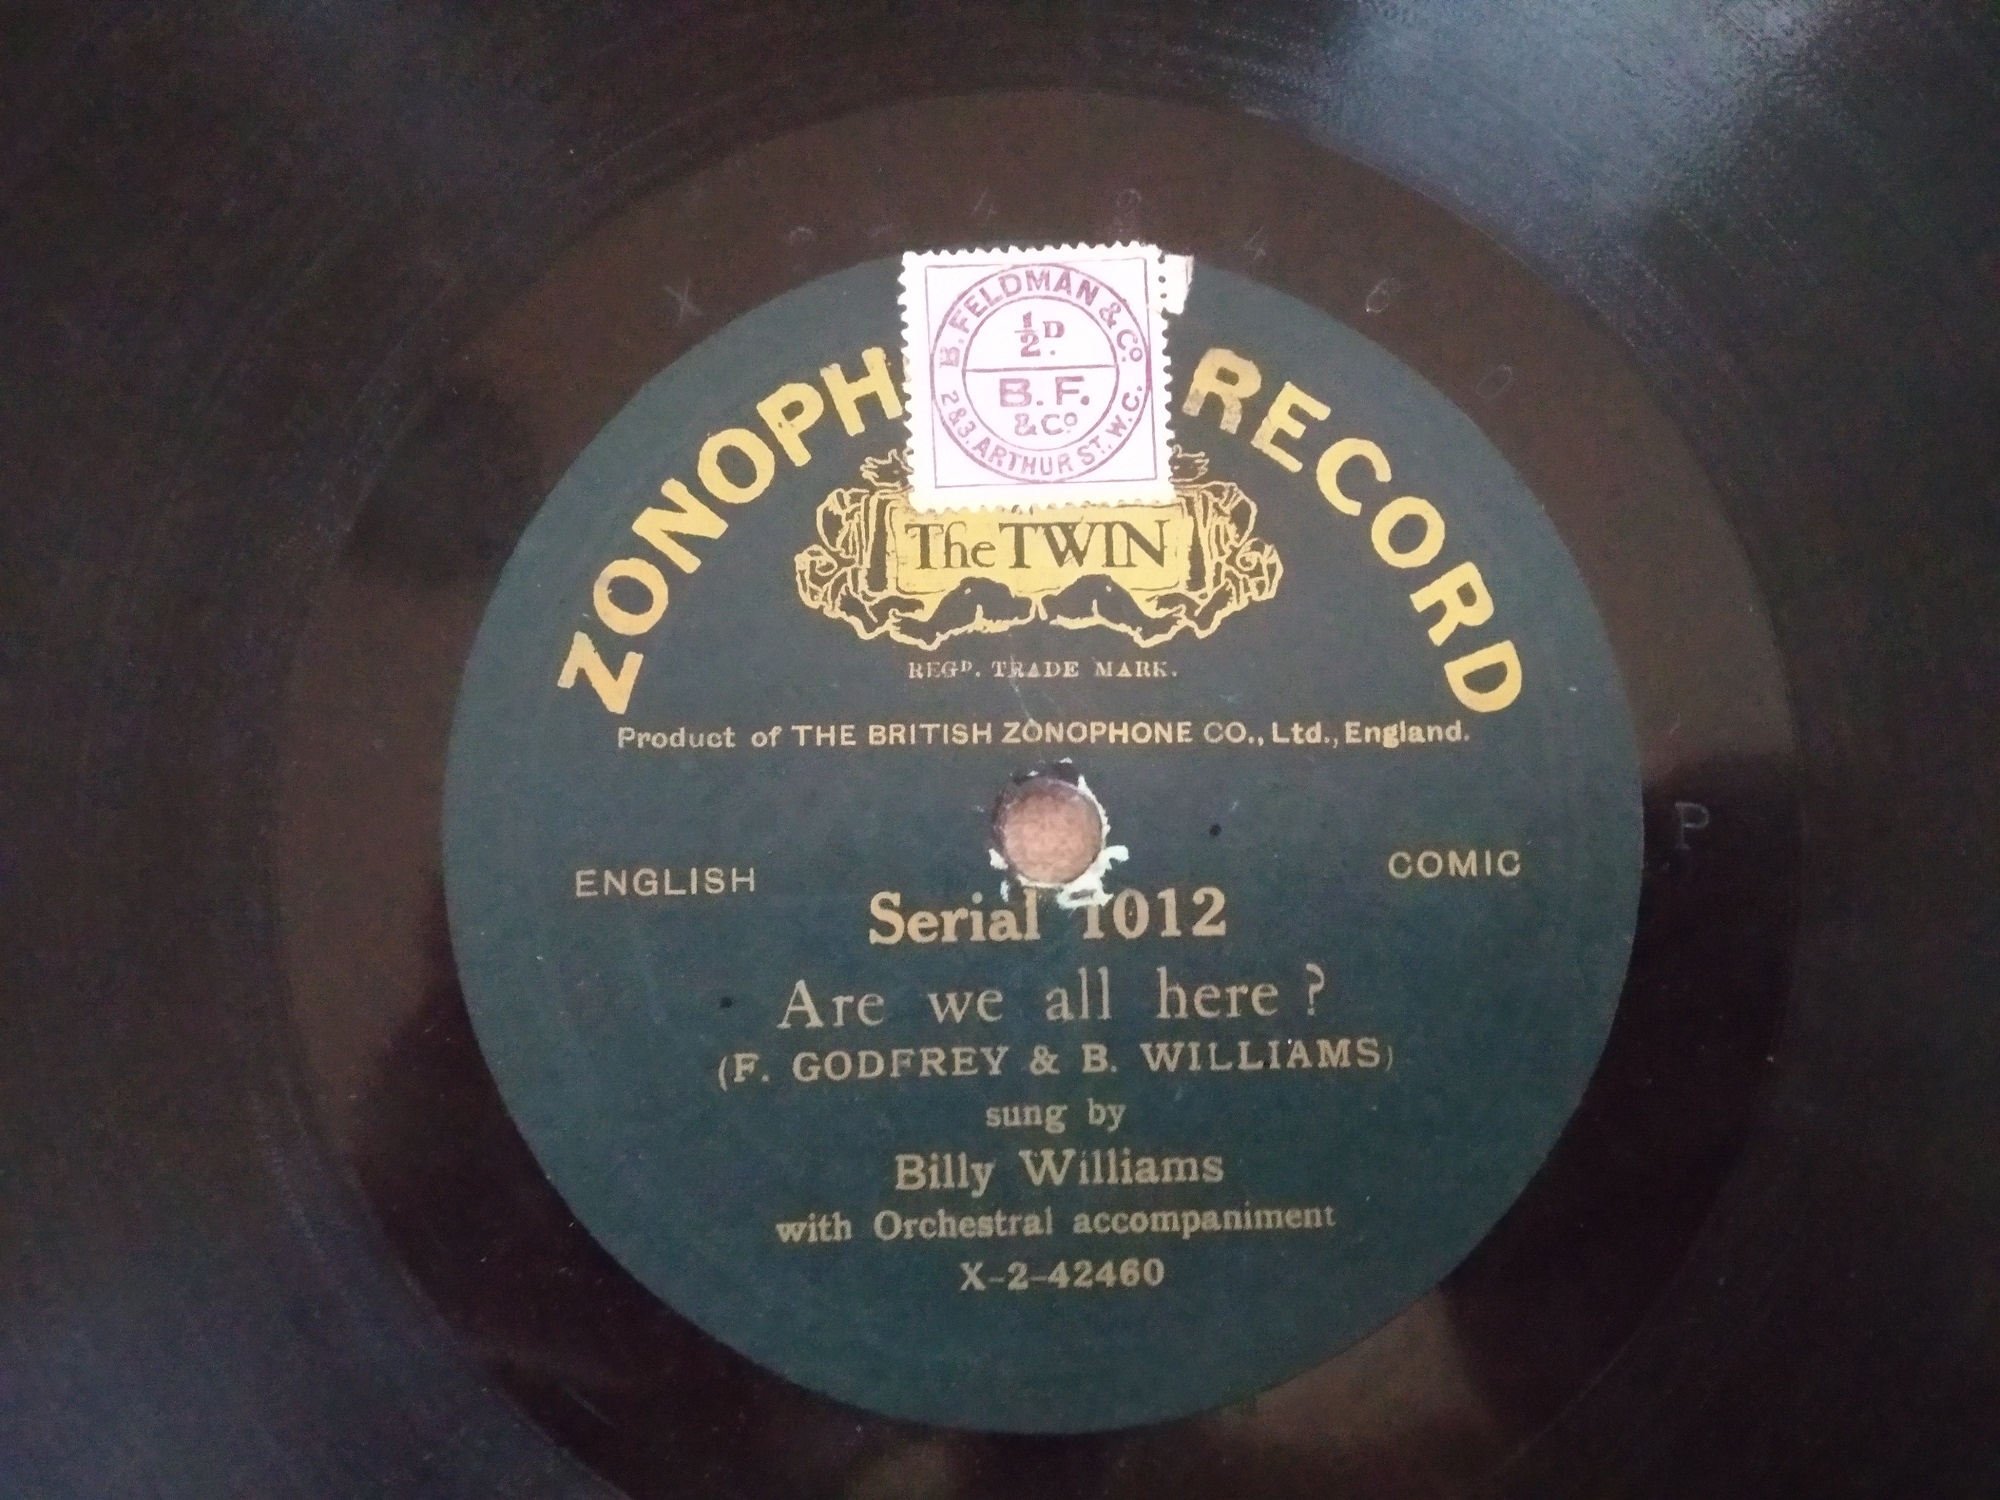 B. FELDMAN & Cº
½D.
B. F.
& Cº
2 & 3. ARTHUR ST. W. C.
ZONOPH RECORD
The TWIN
REGᴰ. TRADE MARK.
Product of THE BRITISH ZONOPHONE CO., Ltd., England.
ENGLISH
COMIC
Serial 1012
Are we all here ?
(F. GODFREY & B. WILLIAMS)
sung by
Billy Williams
with Orchestral accompaniment
X-2-42460
P